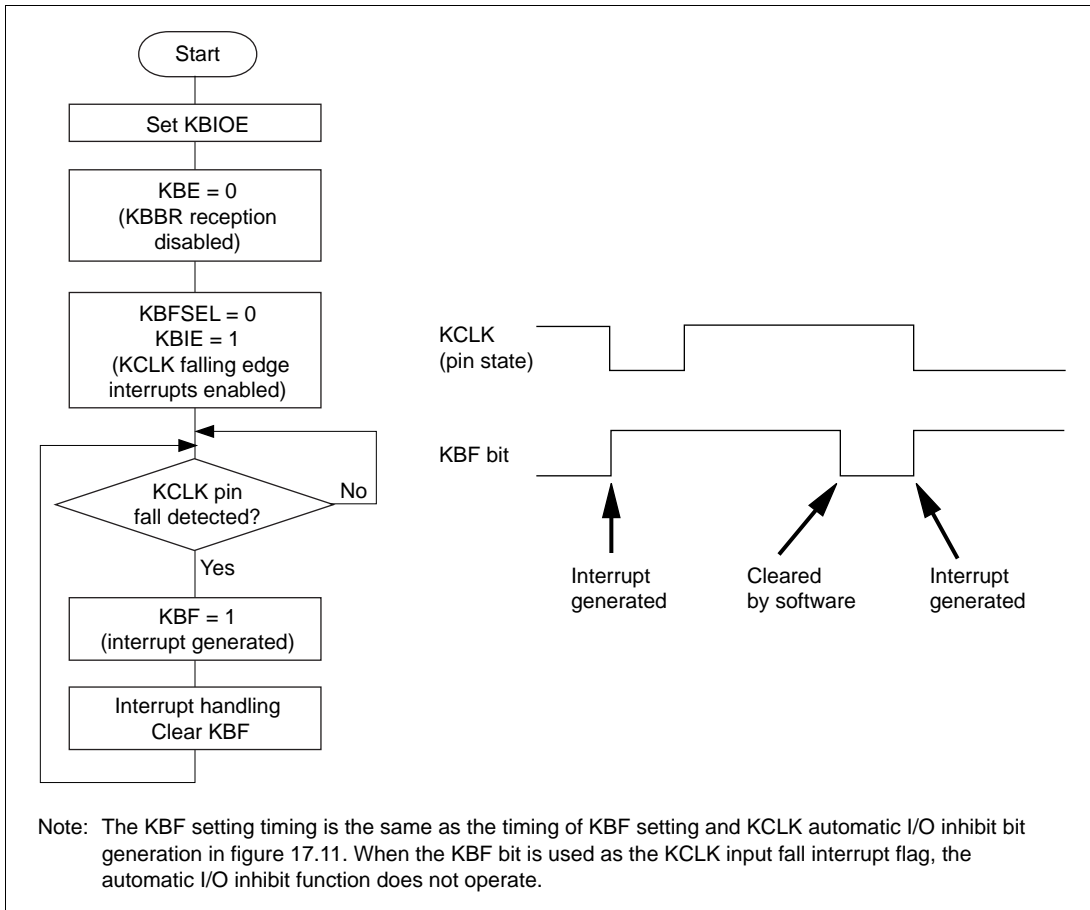 Start
Set KBIOE
KBE = 0
(KBBR reception
disabled)
KBFSEL = 0
KBIE = 1
(KCLK falling edge
interrupts enabled)
KCLK pin
fall detected?
No
Yes
KBF = 1
(interrupt generated)
Interrupt handling
Clear KBF
KCLK
(pin state)
KBF bit
Interrupt
generated
Cleared
by software
Interrupt
generated
Note: The KBF setting timing is the same as the timing of KBF setting and KCLK automatic I/O inhibit bit
generation in figure 17.11. When the KBF bit is used as the KCLK input fall interrupt flag, the
automatic I/O inhibit function does not operate.